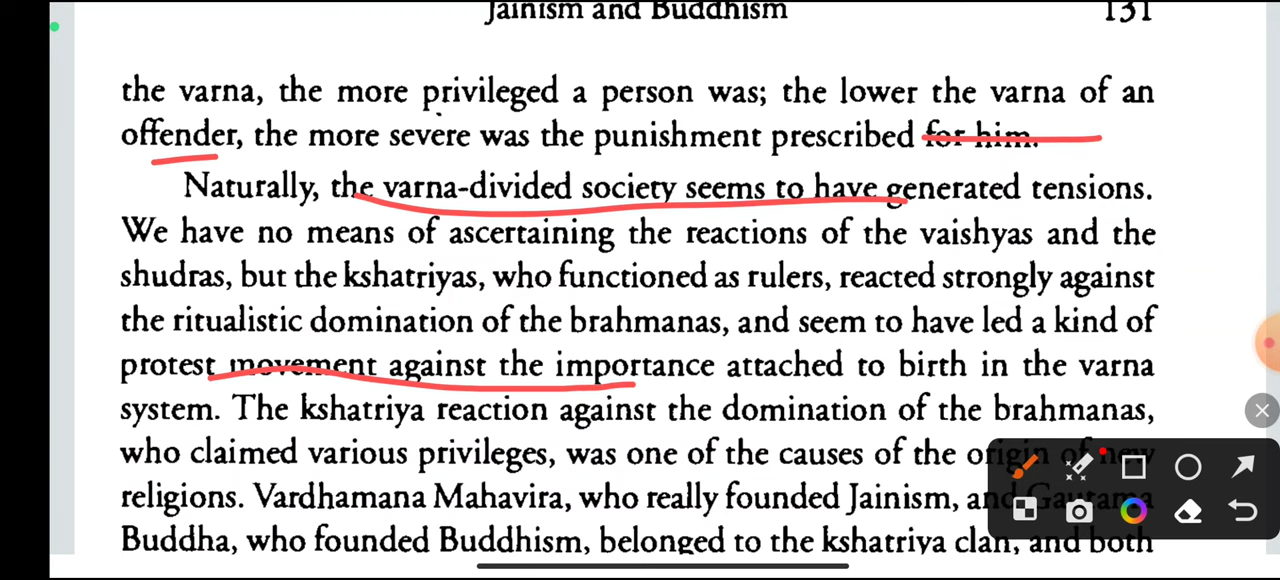 Jainism and Buddhism 131
the varna, the more privileged a person was; the lower the varna of an
offender, the more severe was the punishment prescribed for him.
Naturally, the varna-divided society seems to have generated tensions.
We have no means of ascertaining the reactions of the vaishyas and the
shudras, but the kshatriyas, who functioned as rulers, reacted strongly against
the ritualistic domination of the brahmanas, and seem to have led a kind of
protest movement against the importance attached to birth in the varna
system. The kshatriya reaction against the domination of the brahmanas,
who claimed various privileges, was one of the causes of the origin of new
religions. Vardhamana Mahavira, who really founded Jainism, and Gautama
Buddha, who founded Buddhism, belonged to the kshatriya clan, and both